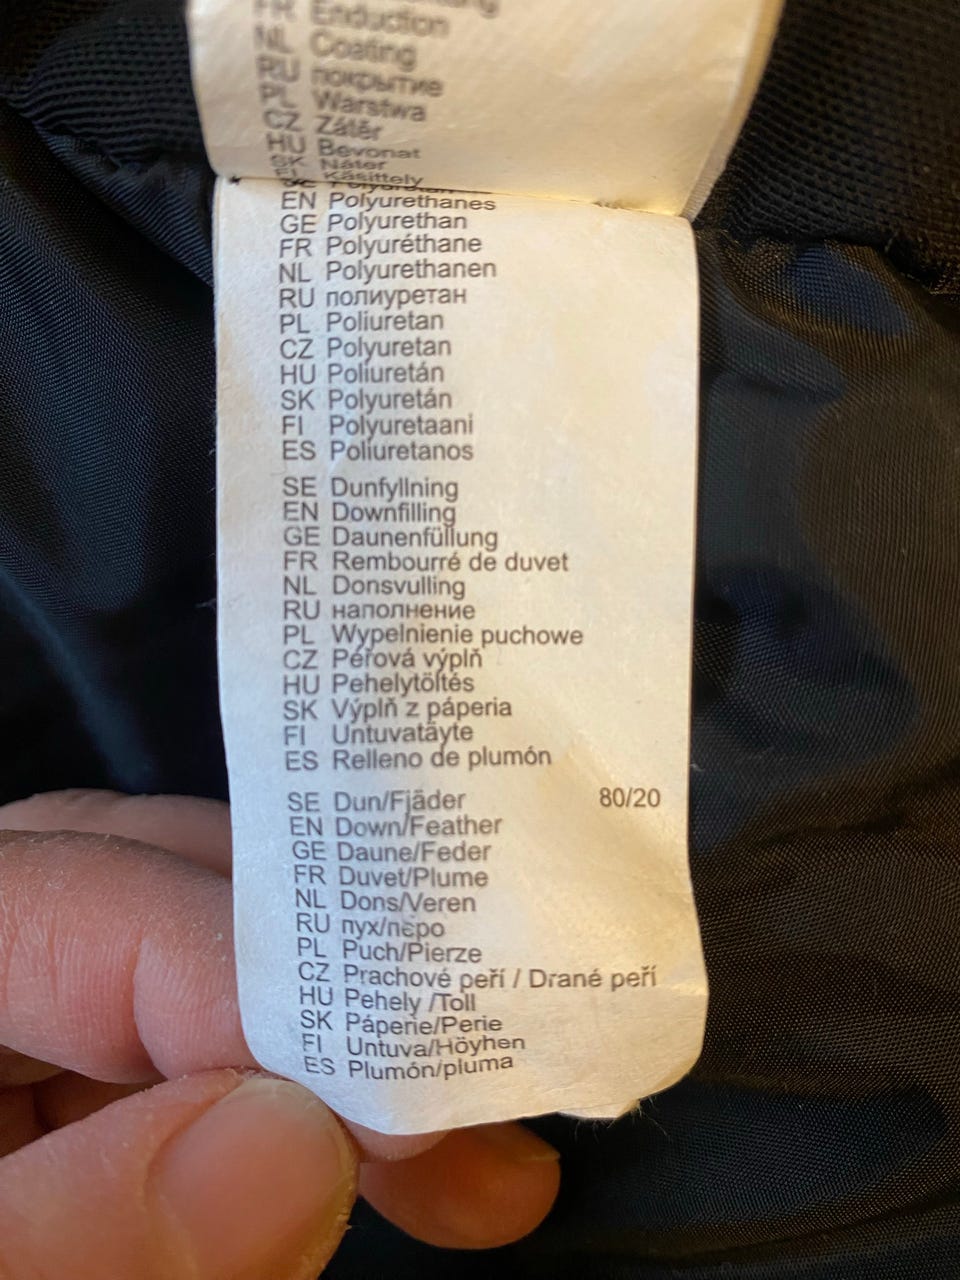 FR Enduction
NL Coating
RU покрытие
PL Warstwa
CZ Zátěr
HU Bevonat
SK Náter
FI Käsittely
EN Polyurethanes
GE Polyurethan
FR Polyuréthane
NL Polyurethanen
RU полиуретан
PL Poliuretan
CZ Polyuretan
HU Poliuretán
SK Polyuretán
FI Polyuretaani
ES Poliuretanos
SE Dunfyllning
EN Downfilling
GE Daunenfüllung
FR Rembourré de duvet
NL Donsvulling
RU наполнение
PL Wypelnienie puchowe
CZ Péřová výplň
HU Pehelytöltés
SK Výplň z páperia
FI Untuvatäyte
ES Relleno de plumón
SE Dun/Fjäder 80/20
EN Down/Feather
GE Daune/Feder
FR Duvet/Plume
NL Dons/Veren
RU пух/перо
PL Puch/Pierze
CZ Prachové peří / Drané peří
HU Pehely /Toll
SK Páperie/Perie
FI Untuva/Höyhen
ES Plumón/pluma